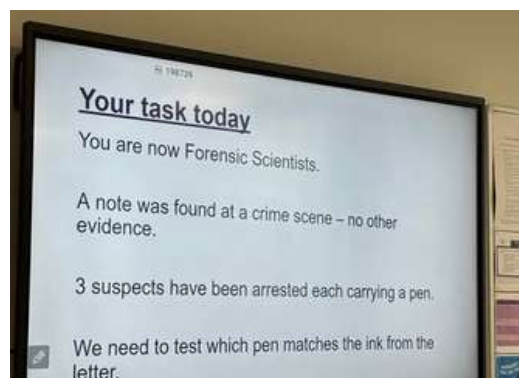 198726
Your task today
You are now Forensic Scientists.
A note was found at a crime scene – no other
evidence.
3 suspects have been arrested each carrying a pen.
We need to test which pen matches the ink from the
letter.